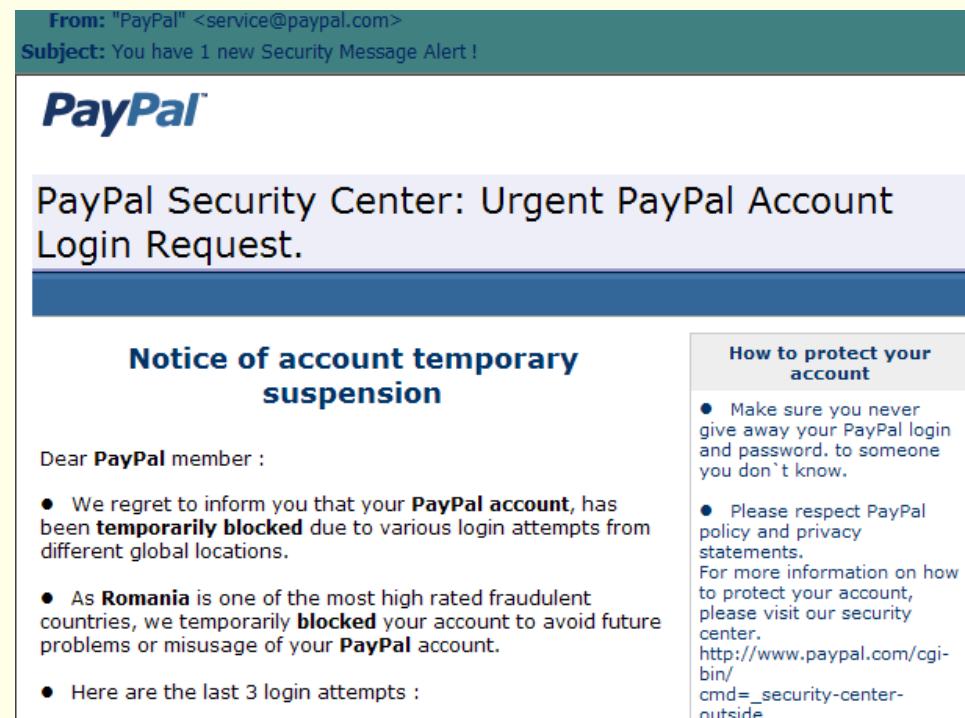 From: "PayPal" <service@paypal.com>
Subject: You have 1 new Security Message Alert !
PayPal™
PayPal Security Center: Urgent PayPal Account
Login Request.
Notice of account temporary
suspension
Dear PayPal member :
● We regret to inform you that your PayPal account, has
been temporarily blocked due to various login attempts from
different global locations.
● As Romania is one of the most high rated fraudulent
countries, we temporarily blocked your account to avoid future
problems or misusage of your PayPal account.
● Here are the last 3 login attempts :
How to protect your
account
● Make sure you never
give away your PayPal login
and password. to someone
you don`t know.
● Please respect PayPal
policy and privacy
statements.
For more information on how
to protect your account,
please visit our security
center.
http://www.paypal.com/cgi-
bin/
cmd=_security-center-
outside